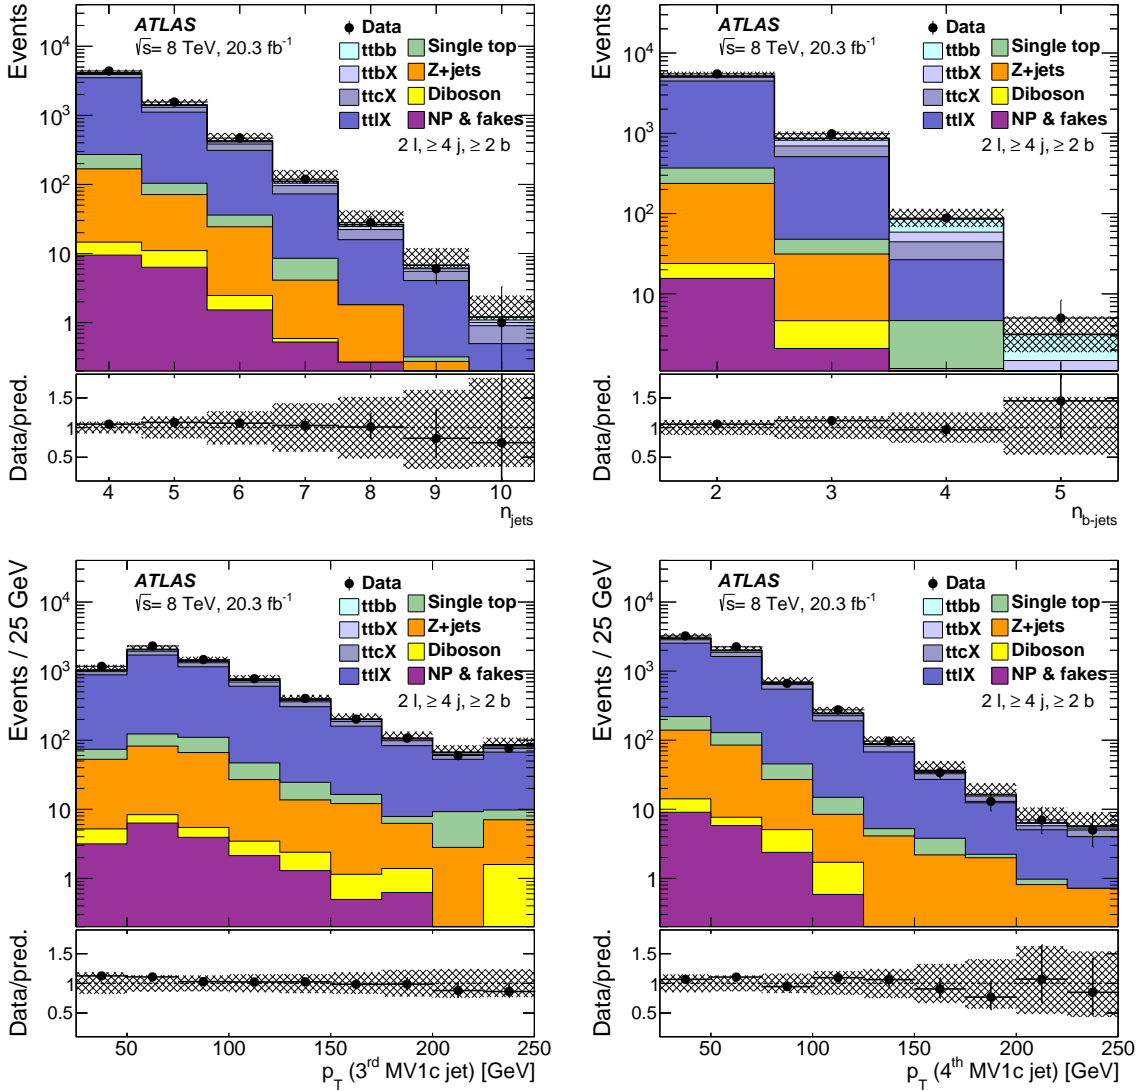 Events
10⁴
10³
10²
10
1
ATLAS
√s= 8 TeV, 20.3 fb⁻¹
Data
ttbb
ttbX
ttcX
ttlX
Single top
Z+jets
Diboson
NP & fakes
2 l, ≥ 4 j, ≥ 2 b
Data/pred.
1.5
1
0.5
4 5 6 7 8 9 10
n_jets
Events
10⁴
10³
10²
10
ATLAS
√s= 8 TeV, 20.3 fb⁻¹
Data
ttbb
ttbX
ttcX
ttlX
Single top
Z+jets
Diboson
NP & fakes
2 l, ≥ 4 j, ≥ 2 b
Data/pred.
1.5
1
0.5
2 3 4 5
n_b-jets
Events / 25 GeV
10⁴
10³
10²
10
1
ATLAS
√s= 8 TeV, 20.3 fb⁻¹
Data
ttbb
ttbX
ttcX
ttlX
Single top
Z+jets
Diboson
NP & fakes
2 l, ≥ 4 j, ≥ 2 b
Data/pred.
1.5
1
0.5
50 100 150 200 250
p_T (3ʳᵈ MV1c jet) [GeV]
Events / 25 GeV
10⁴
10³
10²
10
1
ATLAS
√s= 8 TeV, 20.3 fb⁻¹
Data
ttbb
ttbX
ttcX
ttlX
Single top
Z+jets
Diboson
NP & fakes
2 l, ≥ 4 j, ≥ 2 b
Data/pred.
1.5
1
0.5
50 100 150 200 250
p_T (4ᵗʰ MV1c jet) [GeV]